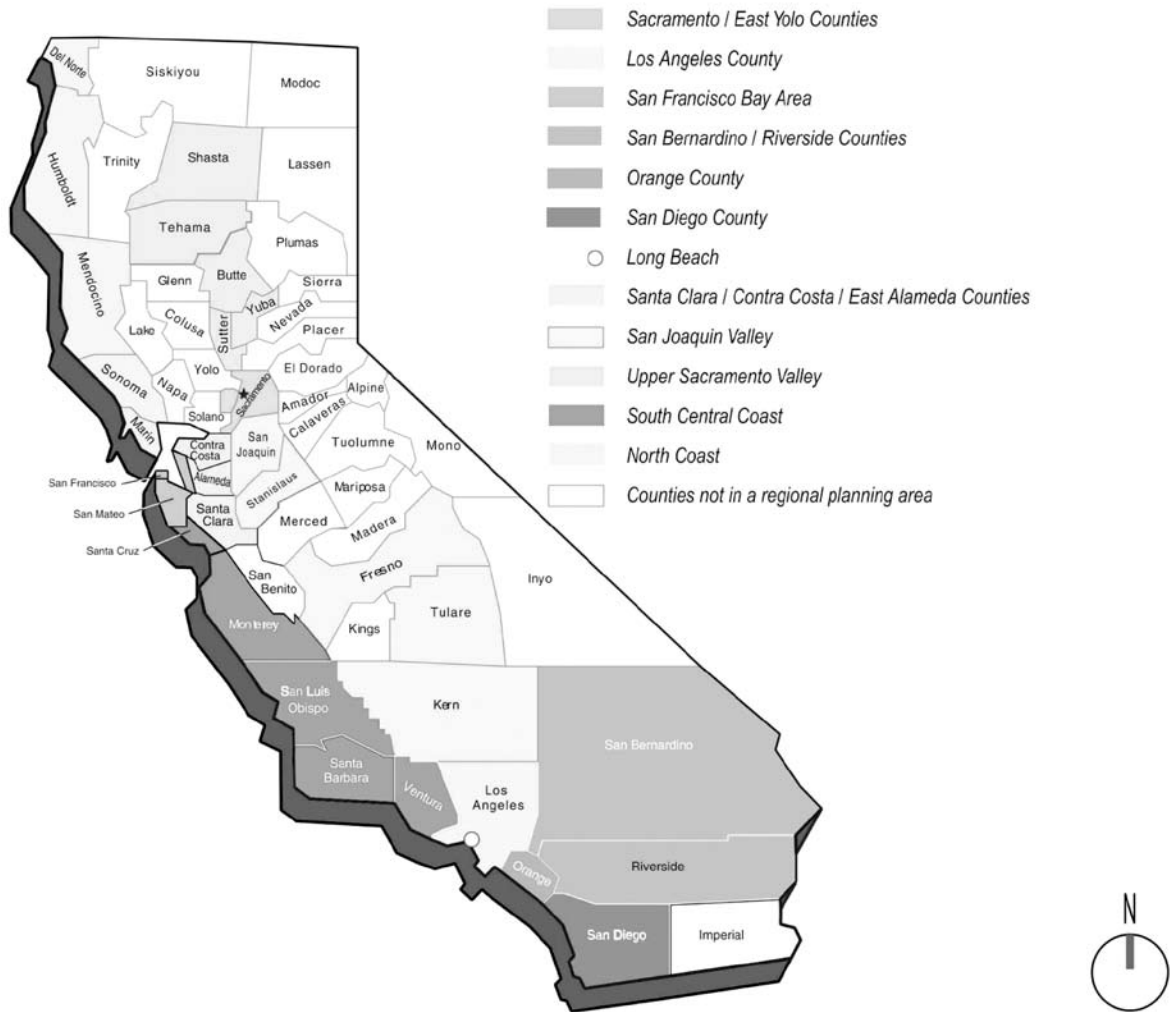 Sacramento / East Yolo Counties
Los Angeles County
San Francisco Bay Area
San Bernardino / Riverside Counties
Orange County
San Diego County
Long Beach
Santa Clara / Contra Costa / East Alameda Counties
San Joaquin Valley
Upper Sacramento Valley
South Central Coast
North Coast
Counties not in a regional planning area
Del Norte
Siskiyou
Modoc
Humboldt
Trinity
Shasta
Lassen
Tehama
Plumas
Mendocino
Glenn
Butte
Sierra
Lake
Colusa
Sutter
Yuba
Nevada
Placer
Sonoma
Napa
Yolo
Sacramento
El Dorado
Alpine
Amador
Calaveras
Solano
Marin
Contra
Costa
San
Joaquin
Tuolumne
Mono
San Francisco
Alameda
Stanislaus
Mariposa
San Mateo
Santa
Clara
Merced
Madera
Santa Cruz
San
Benito
Fresno
Inyo
Monterey
Kings
Tulare
San Luis
Obispo
Kern
San Bernardino
Santa
Barbara
Ventura
Los
Angeles
Orange
Riverside
San Diego
Imperial
N